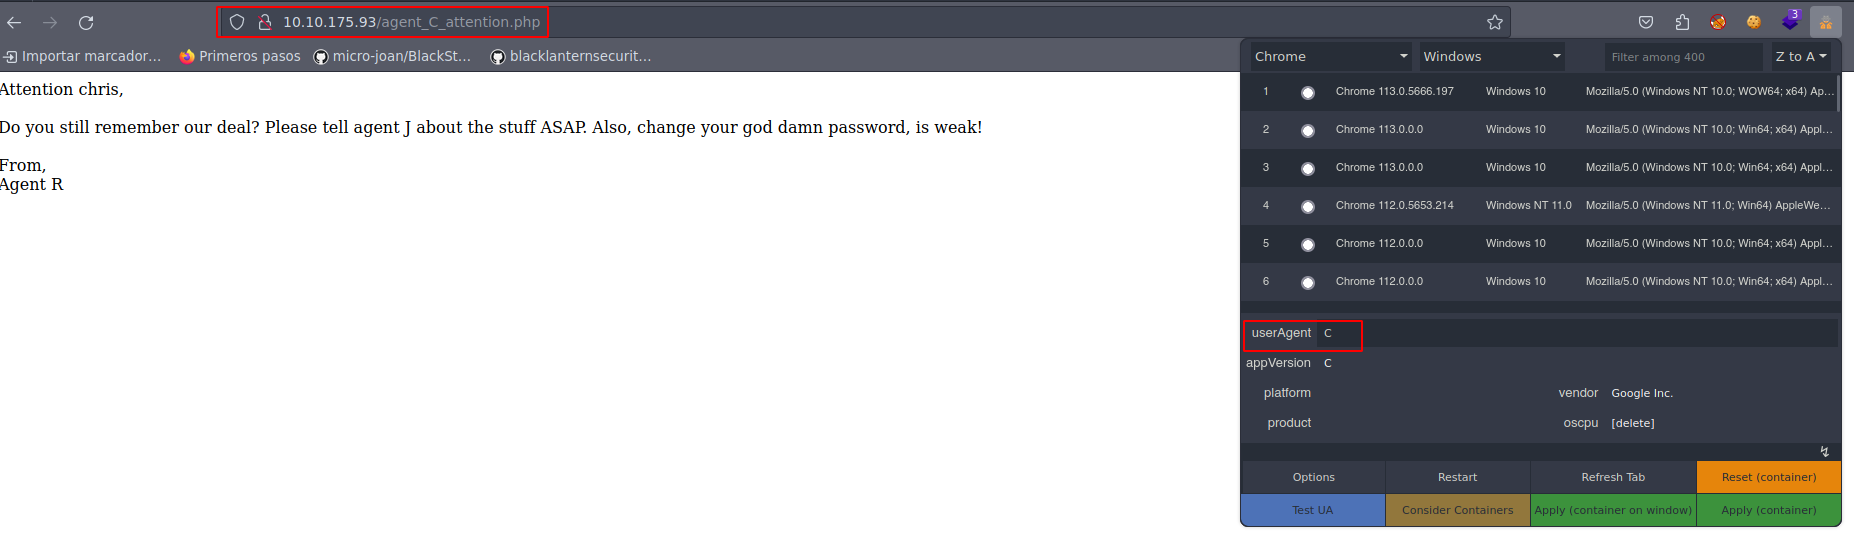 10.10.175.93/agent_C_attention.php
3
Importar marcador...
Primeros pasos
micro-joan/BlackSt...
blacklanternsecurit...
Attention chris,
Do you still remember our deal? Please tell agent J about the stuff ASAP. Also, change your god damn password, is weak!
From,
Agent R
Chrome Windows Filter among 400 Z to A
1 Chrome 113.0.5666.197 Windows 10 Mozilla/5.0 (Windows NT 10.0; WOW64; x64) Ap...
2 Chrome 113.0.0.0 Windows 10 Mozilla/5.0 (Windows NT 10.0; Win64; x64) Appl...
3 Chrome 113.0.0.0 Windows 10 Mozilla/5.0 (Windows NT 10.0; Win64; x64) Appl...
4 Chrome 112.0.5653.214 Windows NT 11.0 Mozilla/5.0 (Windows NT 11.0; Win64) AppleWe...
5 Chrome 112.0.0.0 Windows 10 Mozilla/5.0 (Windows NT 10.0; Win64; x64) Appl...
6 Chrome 112.0.0.0 Windows 10 Mozilla/5.0 (Windows NT 10.0; Win64; x64) Appl...
userAgent C
appVersion C
platform vendor Google Inc.
product oscpu [delete]
Options Restart Refresh Tab Reset (container)
Test UA Consider Containers Apply (container on window) Apply (container)